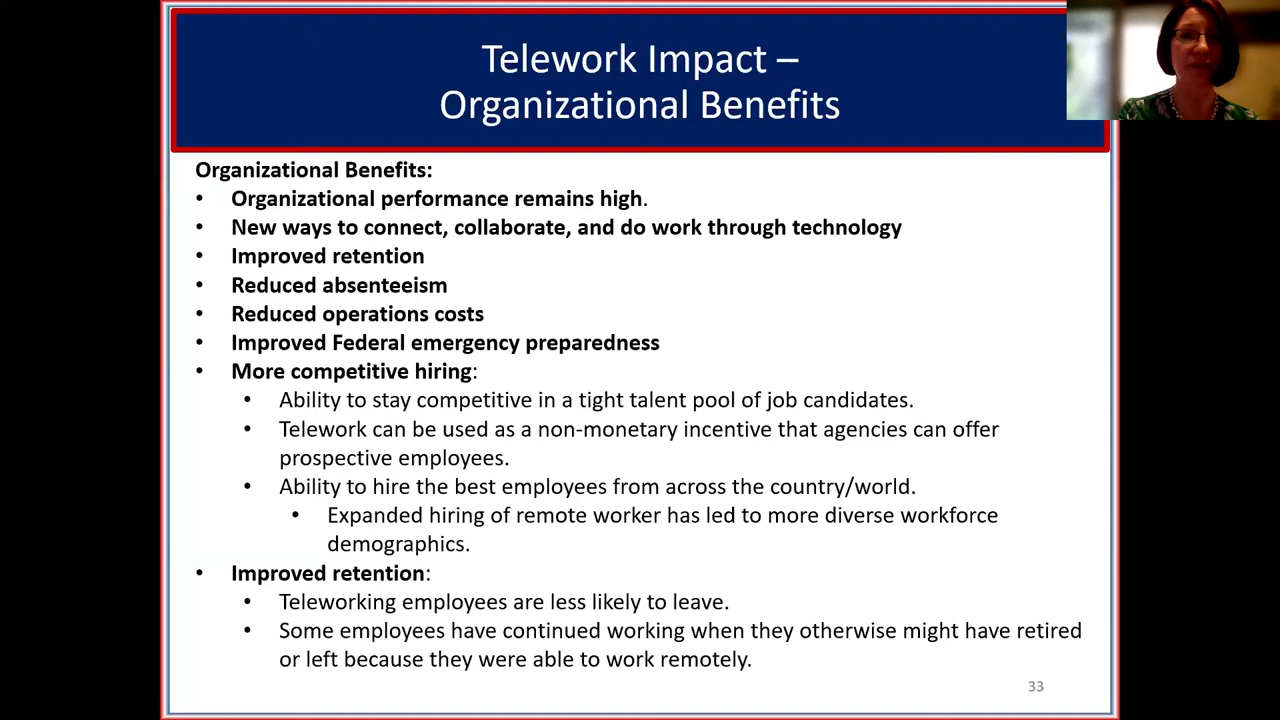 Telework Impact –
Organizational Benefits
Organizational Benefits:
• Organizational performance remains high.
• New ways to connect, collaborate, and do work through technology
• Improved retention
• Reduced absenteeism
• Reduced operations costs
• Improved Federal emergency preparedness
• More competitive hiring:
• Ability to stay competitive in a tight talent pool of job candidates.
• Telework can be used as a non-monetary incentive that agencies can offer
prospective employees.
• Ability to hire the best employees from across the country/world.
• Expanded hiring of remote worker has led to more diverse workforce
demographics.
• Improved retention:
• Teleworking employees are less likely to leave.
• Some employees have continued working when they otherwise might have retired
or left because they were able to work remotely.
33